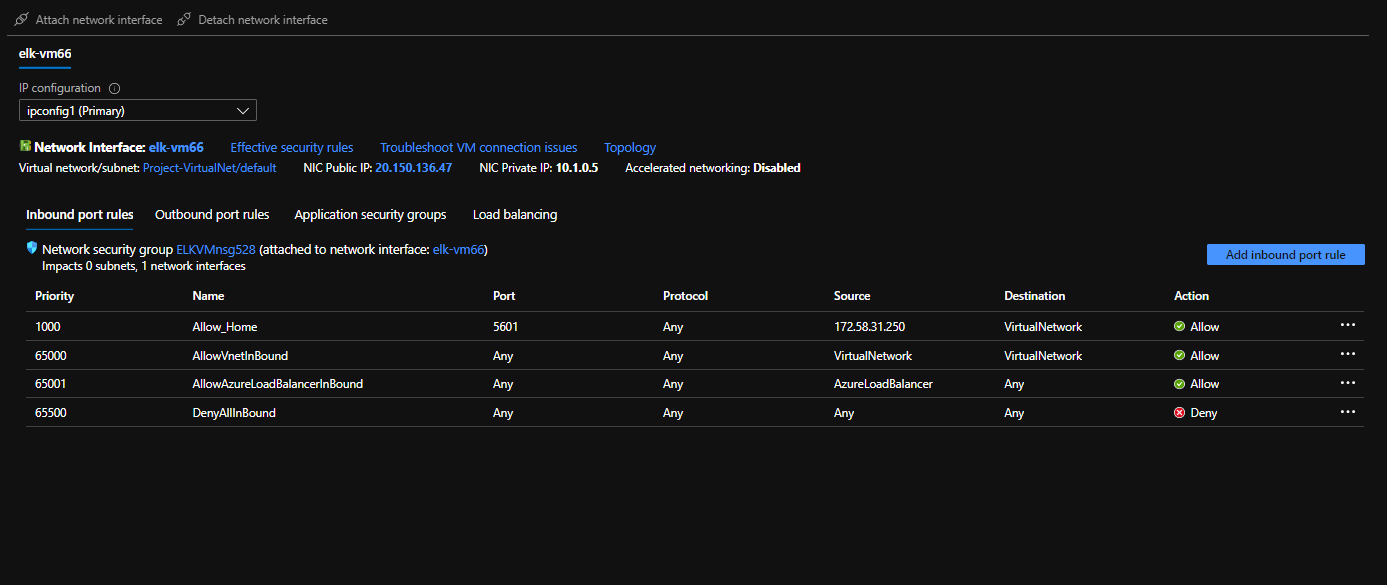 Attach network interface Detach network interface
elk-vm66
IP configuration
ipconfig1 (Primary)
Network Interface: elk-vm66 Effective security rules Troubleshoot VM connection issues Topology
Virtual network/subnet: Project-VirtualNet/default NIC Public IP: 20.150.136.47 NIC Private IP: 10.1.0.5 Accelerated networking: Disabled
Inbound port rules Outbound port rules Application security groups Load balancing
Network security group ELKVMnsg528 (attached to network interface: elk-vm66)
Impacts 0 subnets, 1 network interfaces
Add inbound port rule
Priority Name Port Protocol Source Destination Action
1000 Allow_Home 5601 Any 172.58.31.250 VirtualNetwork Allow
65000 AllowVnetInBound Any Any VirtualNetwork VirtualNetwork Allow
65001 AllowAzureLoadBalancerInBound Any Any AzureLoadBalancer Any Allow
65500 DenyAllInBound Any Any Any Any Deny